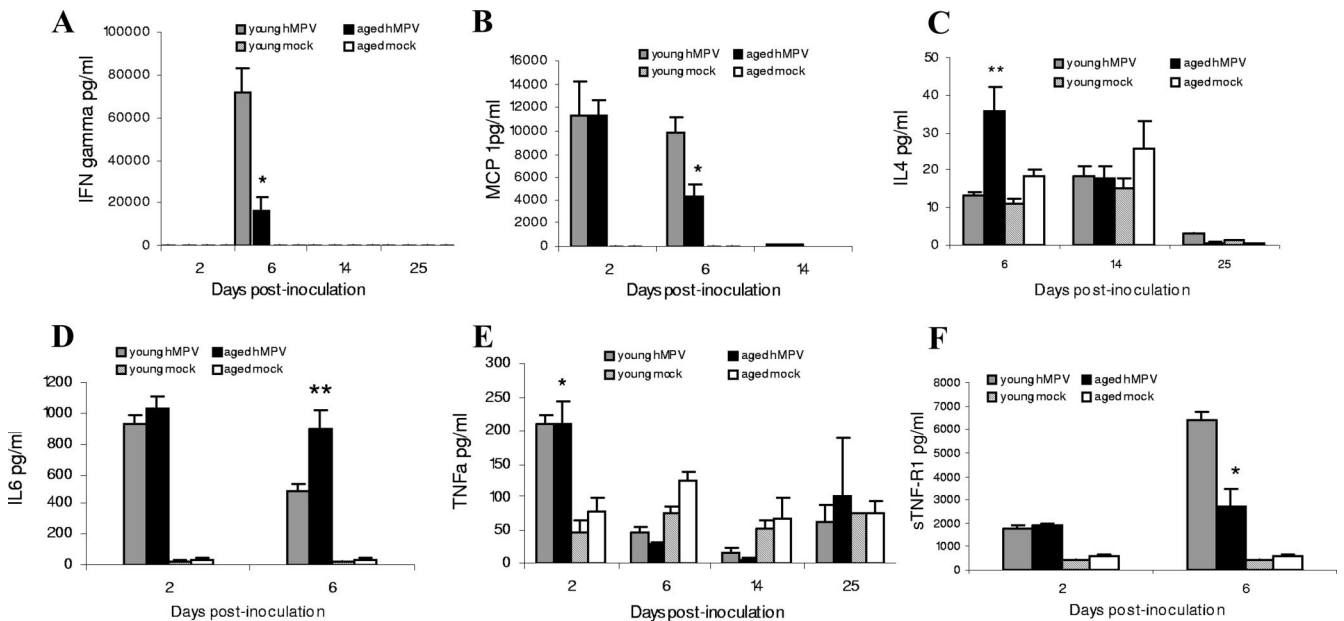 A
young hMPV aged hMPV
young mock aged mock
IFN gamma pg/ml
100000
80000
60000
40000
20000
0
*
2 6 14 25
Days post-inoculation
B
young hMPV aged hMPV
young mock aged mock
MCP 1pg/ml
16000
14000
12000
10000
8000
6000
4000
2000
0
*
2 6 14
Days post-inoculation
C
young hMPV aged hMPV
young mock aged mock
IL4 pg/ml
50
40
30
20
10
0
**
6 14 25
Days post-inoculation
D
young hMPV aged hMPV
young mock aged mock
IL6 pg/ml
1200
1000
800
600
400
200
0
**
2 6
Days post-inoculation
E
young hMPV aged hMPV
young mock aged mock
TNFa pg/ml
300
250
200
150
100
50
0
*
2 6 14 25
Days post-inoculation
F
young hMPV aged hMPV
young mock aged mock
sTNF-R1 pg/ml
8000
7000
6000
5000
4000
3000
2000
1000
0
*
2 6
Days post-inoculation